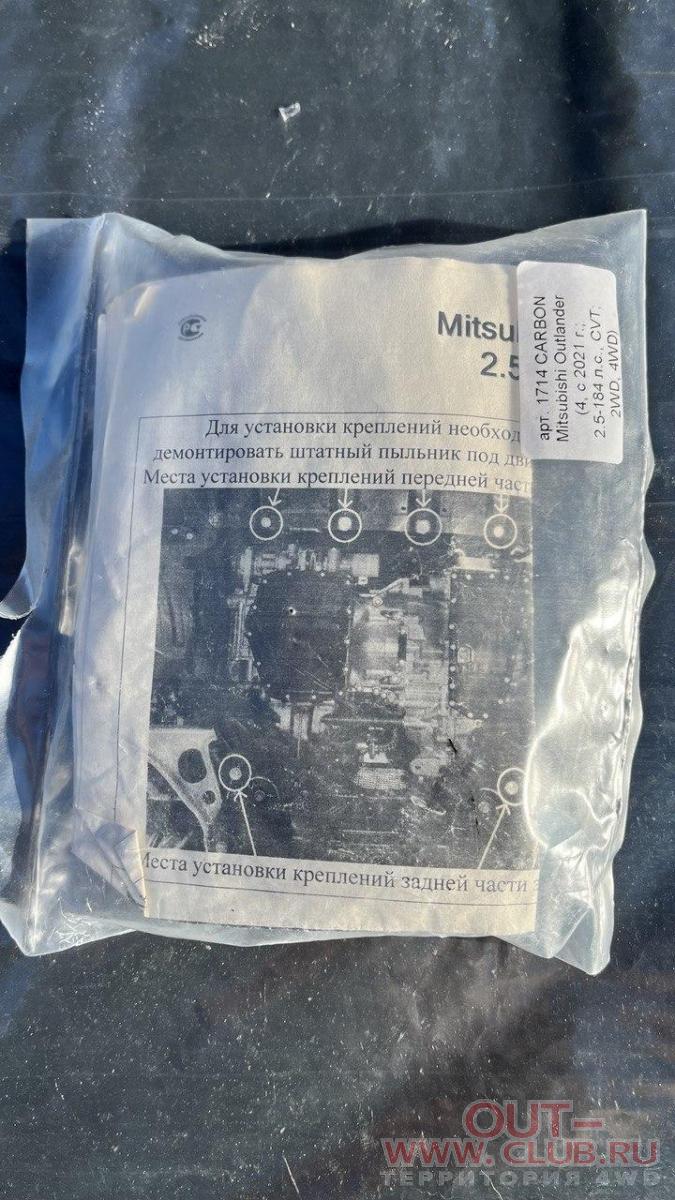 Mitsu
2.5
Для установки креплений необход
демонтировать штатный пыльник под дви
Места установки креплений передней част
Места установки креплений задней части з
арт. 1714 CARBON
Mitsubishi Outlander
(4, с 2021 г.;
2.5-184 л.с., CVT;
2WD, 4WD)
OUT-
WWW.CLUB.RU
ТЕРРИТОРИЯ 4WD